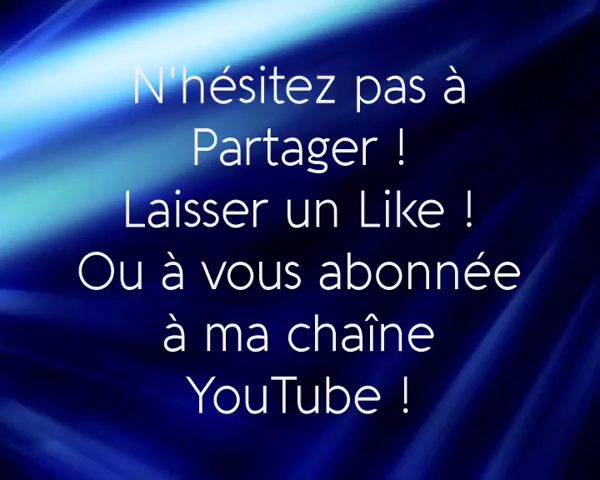 N'hésitez pas à
Partager !
Laisser un Like !
Ou à vous abonnée
à ma chaîne
YouTube !